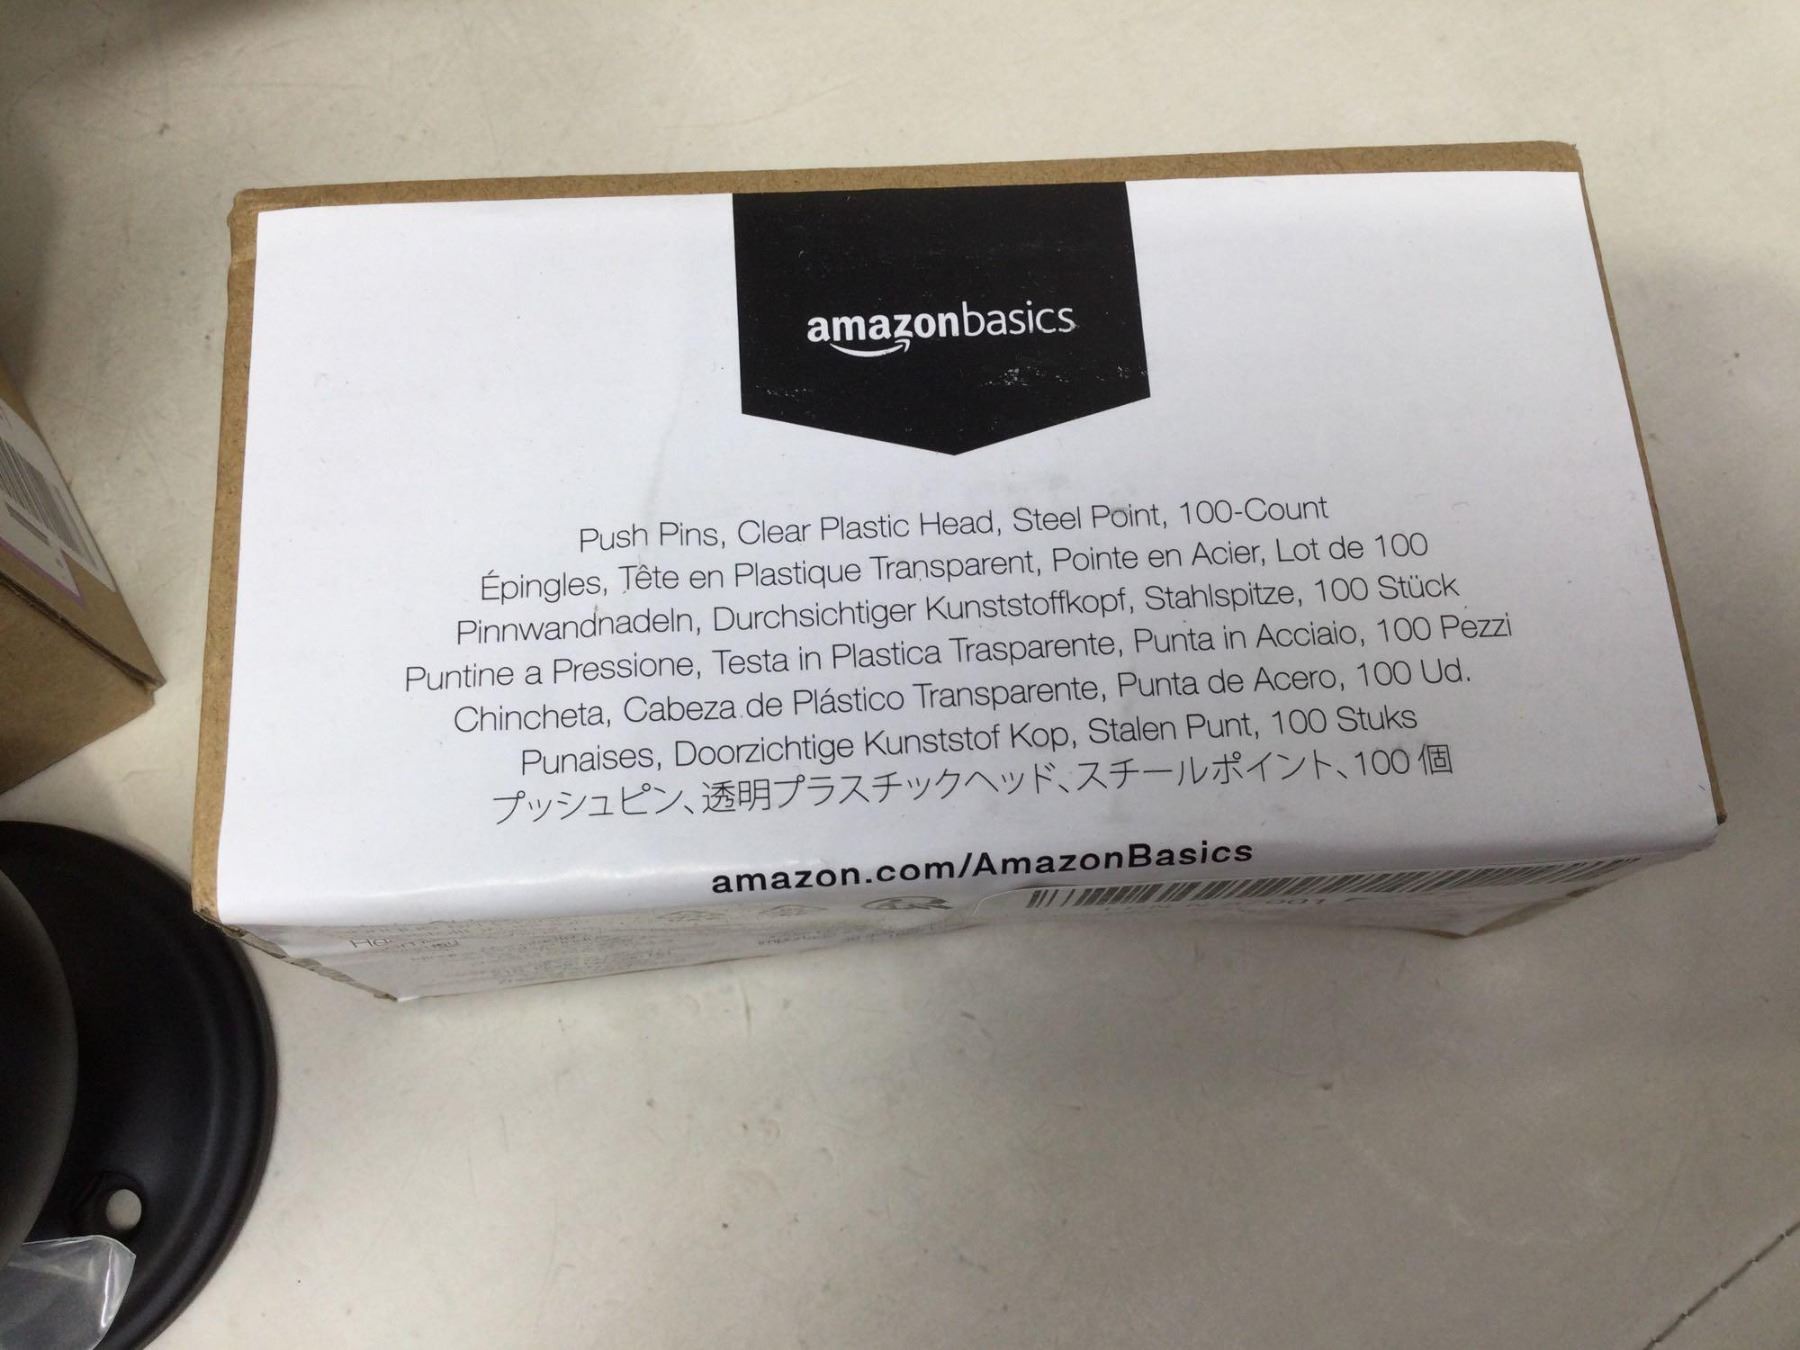 amazonbasics
Push Pins, Clear Plastic Head, Steel Point, 100-Count
Épingles, Tête en Plastique Transparent, Pointe en Acier, Lot de 100
Pinnwandnadeln, Durchsichtiger Kunststoffkopf, Stahlspitze, 100 Stück
Puntine a Pressione, Testa in Plastica Trasparente, Punta in Acciaio, 100 Pezzi
Chincheta, Cabeza de Plástico Transparente, Punta de Acero, 100 Ud.
Punaises, Doorzichtige Kunststof Kop, Stalen Punt, 100 Stuks
プッシュピン、透明プラスチックヘッド、スチールポイント、100 個
amazon.com/AmazonBasics